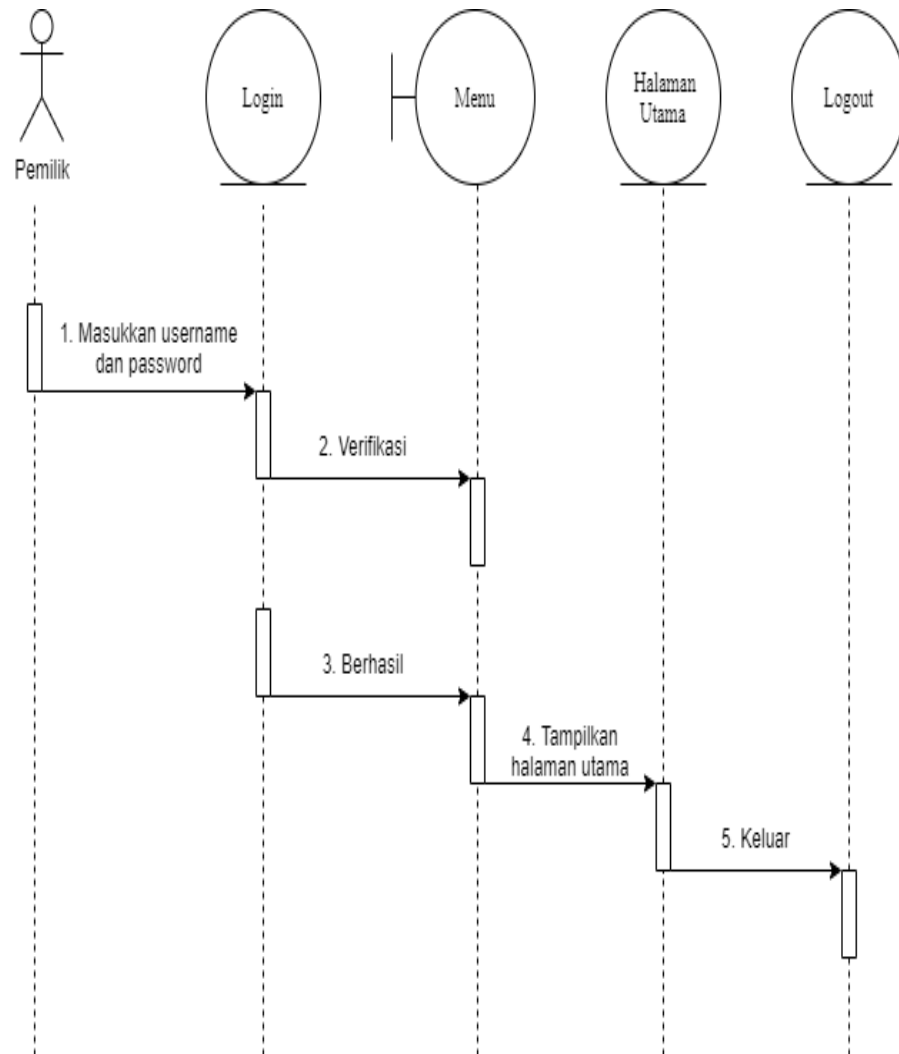 Login
Menu
Halaman
Utama
Logout
Pemilik
1. Masukkan username
dan password
2. Verifikasi
3. Berhasil
4. Tampilkan
halaman utama
5. Keluar